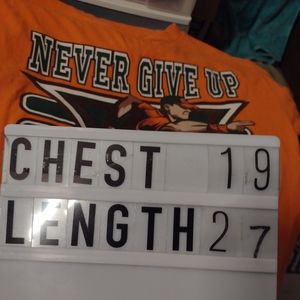 NEVER GIVE UP
CHEST 19
LENGTH 27